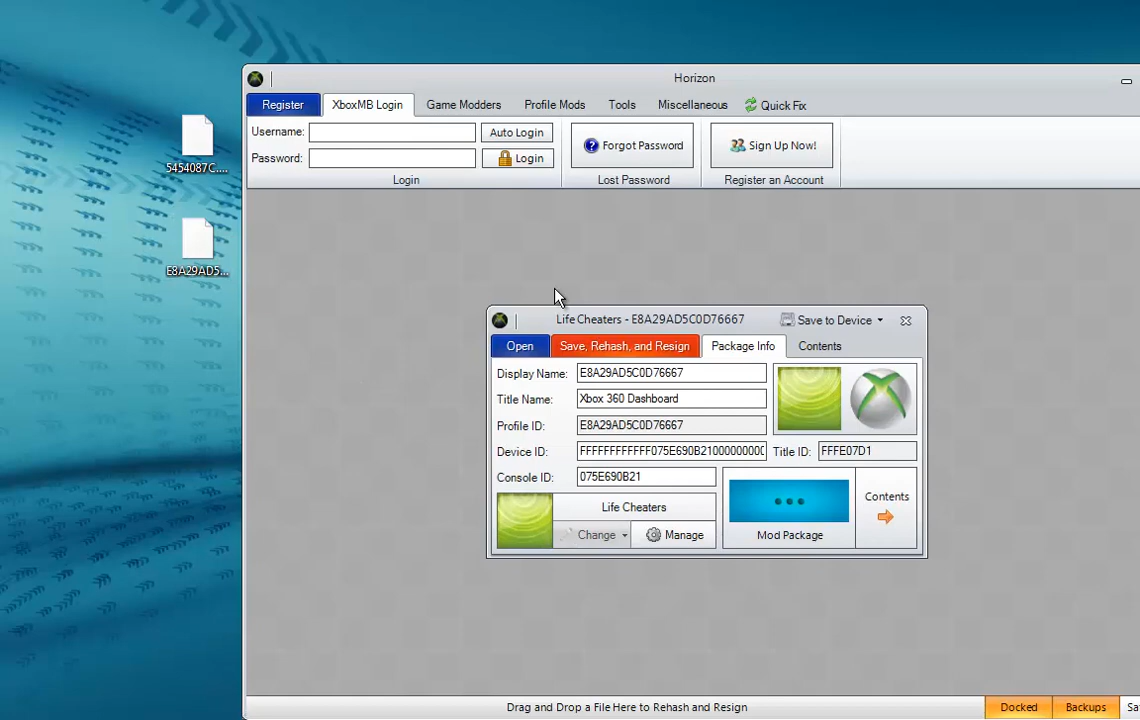 Horizon
Register XboxMB Login Game Modders Profile Mods Tools Miscellaneous Quick Fix
Username: Auto Login Forgot Password Sign Up Now!
Password: Login
Login Lost Password Register an Account
5454087C....
E8A29AD5...
Life Cheaters - E8A29AD5C0D76667 Save to Device
Open Save, Rehash, and Resign Package Info Contents
Display Name: E8A29AD5C0D76667
Title Name: Xbox 360 Dashboard
Profile ID: E8A29AD5C0D76667
Device ID: FFFFFFFFFFFF075E690B2100000000 Title ID: FFFE07D1
Console ID: 075E690B21
Life Cheaters
Change Manage
Mod Package
Contents
Drag and Drop a File Here to Rehash and Resign
Docked Backups